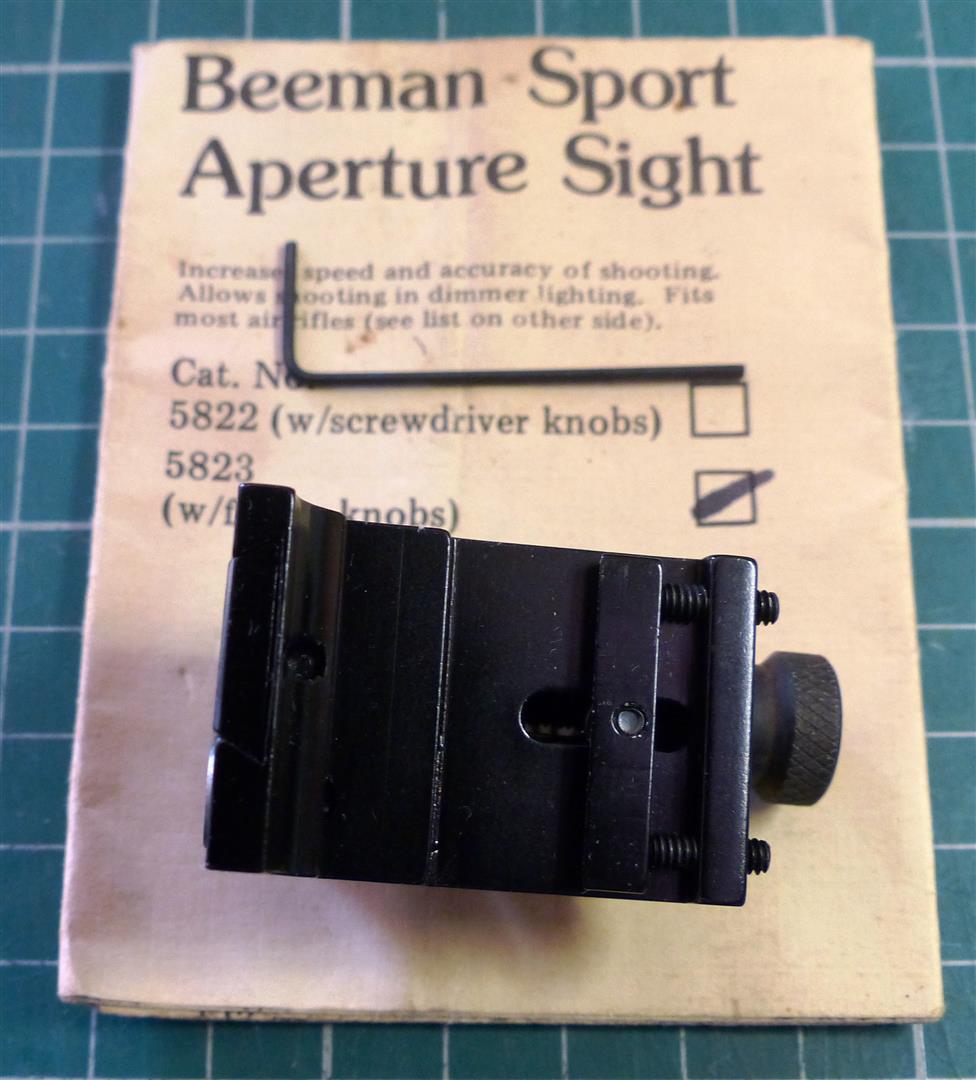 Beeman Sport
Aperture Sight
Increase speed and accuracy of shooting.
Allows shooting in dimmer lighting. Fits
most air rifles (see list on other side).
Cat. No.
5822 (w/screwdriver knobs)
5823
(w/ knobs)